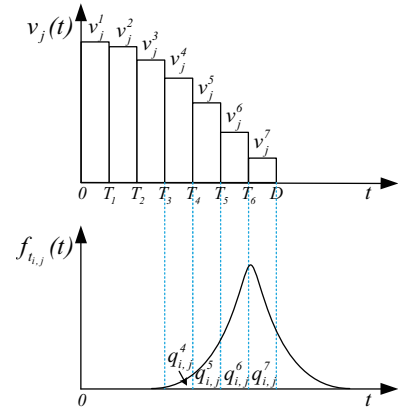 v_j(t)
v_j^1 v_j^2 v_j^3 v_j^4 v_j^5 v_j^6 v_j^7
0 T_1 T_2 T_3 T_4 T_5 T_6 D t
f_{t_{i,j}}(t)
q_{i,j}^4 q_{i,j}^5 q_{i,j}^6 q_{i,j}^7
0 t